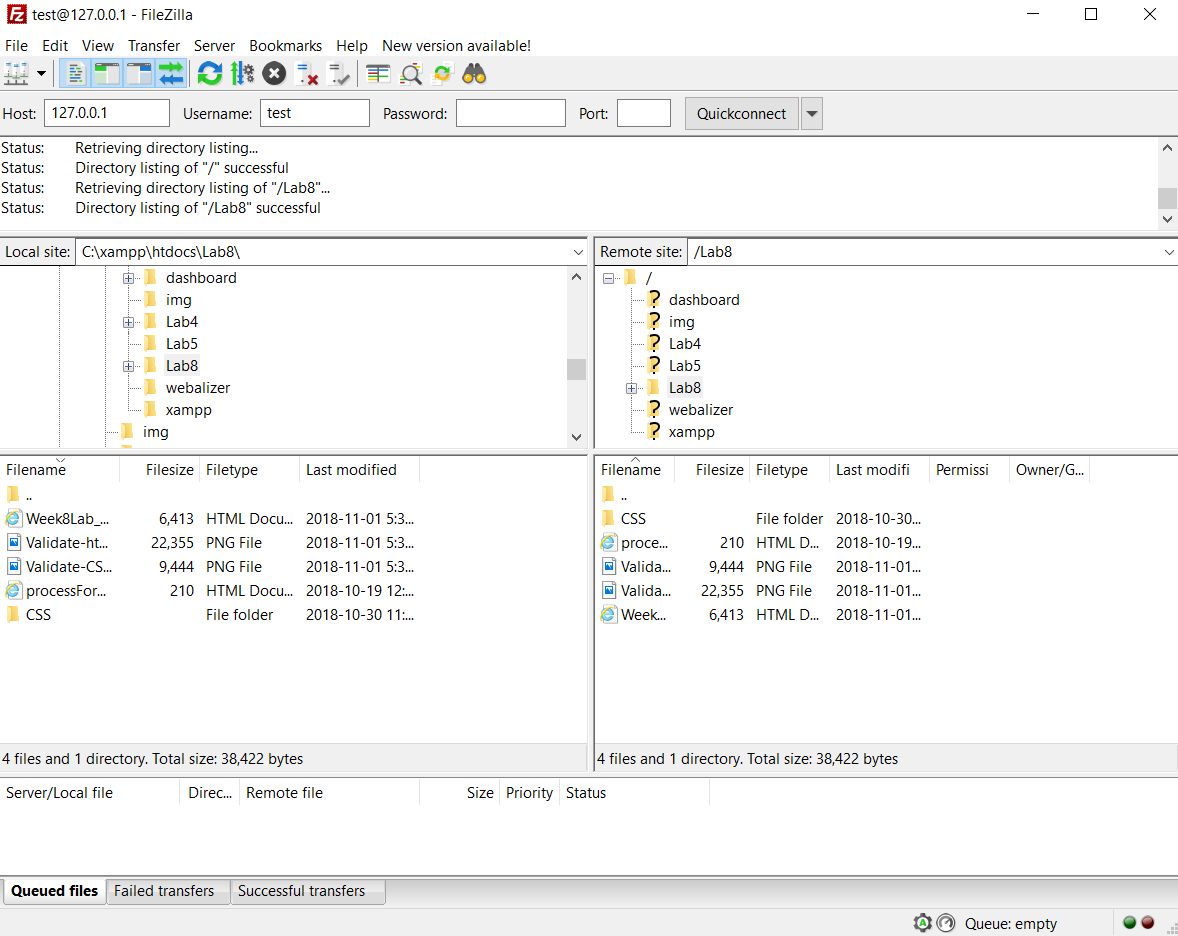 test@127.0.0.1 - FileZilla
File Edit View Transfer Server Bookmarks Help New version available!
Host: 127.0.0.1 Username: test Password: Port: Quickconnect
Status: Retrieving directory listing...
Status: Directory listing of "/" successful
Status: Retrieving directory listing of "/Lab8"...
Status: Directory listing of "/Lab8" successful
Local site: C:\xampp\htdocs\Lab8\
dashboard
img
Lab4
Lab5
Lab8
webalizer
xampp
img
Remote site: /Lab8
/
? dashboard
? img
? Lab4
? Lab5
Lab8
? webalizer
? xampp
Filename Filesize Filetype Last modified
..
Week8Lab_... 6,413 HTML Docu... 2018-11-01 5:3...
Validate-ht... 22,355 PNG File 2018-11-01 5:3...
Validate-CS... 9,444 PNG File 2018-11-01 5:3...
processFor... 210 HTML Docu... 2018-10-19 12:...
CSS File folder 2018-10-30 11:...
4 files and 1 directory. Total size: 38,422 bytes
Filename Filesize Filetype Last modifi Permissi Owner/G...
..
CSS File folder 2018-10-30...
proce... 210 HTML D... 2018-10-19...
Valida... 9,444 PNG File 2018-11-01...
Valida... 22,355 PNG File 2018-11-01...
Week... 6,413 HTML D... 2018-11-01...
4 files and 1 directory. Total size: 38,422 bytes
Server/Local file Direc... Remote file Size Priority Status
Queued files Failed transfers Successful transfers
Queue: empty